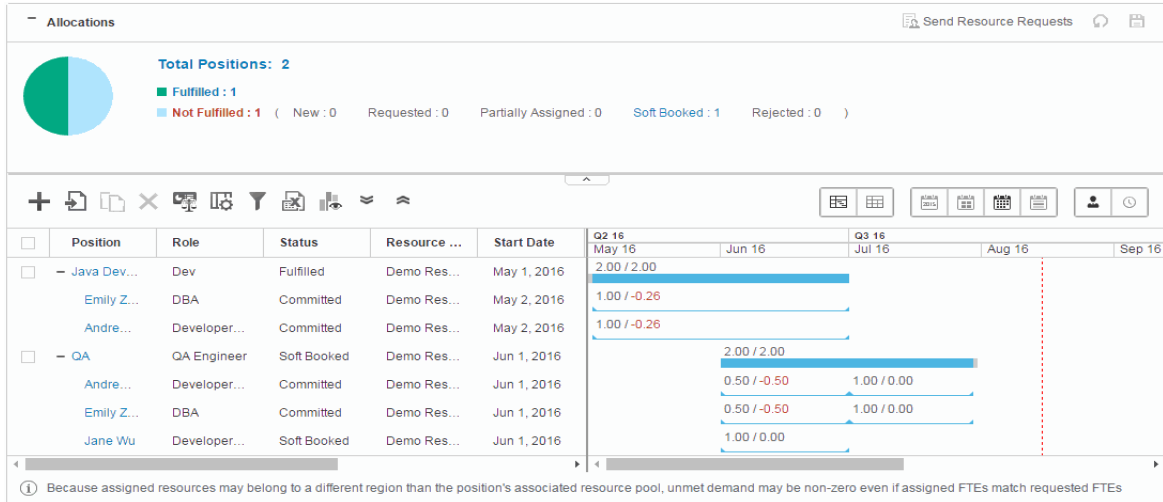 Allocations Send Resource Requests
Total Positions: 2
Fulfilled : 1
Not Fulfilled : 1 ( New : 0 Requested : 0 Partially Assigned : 0 Soft Booked : 1 Rejected : 0 )
Position Role Status Resource ... Start Date
Q2 16 Q3 16
May 16 Jun 16 Jul 16 Aug 16 Sep 16
Java Dev... Dev Fulfilled Demo Res... May 1, 2016 2.00 / 2.00
Emily Z... DBA Committed Demo Res... May 2, 2016 1.00 / -0.26
Andre... Developer... Committed Demo Res... May 2, 2016 1.00 / -0.26
QA QA Engineer Soft Booked Demo Res... Jun 1, 2016 2.00 / 2.00
Andre... Developer... Committed Demo Res... Jun 1, 2016 0.50 / -0.50 1.00 / 0.00
Emily Z... DBA Committed Demo Res... Jun 1, 2016 0.50 / -0.50 1.00 / 0.00
Jane Wu Developer... Soft Booked Demo Res... Jun 1, 2016 1.00 / 0.00
Because assigned resources may belong to a different region than the position's associated resource pool, unmet demand may be non-zero even if assigned FTEs match requested FTEs